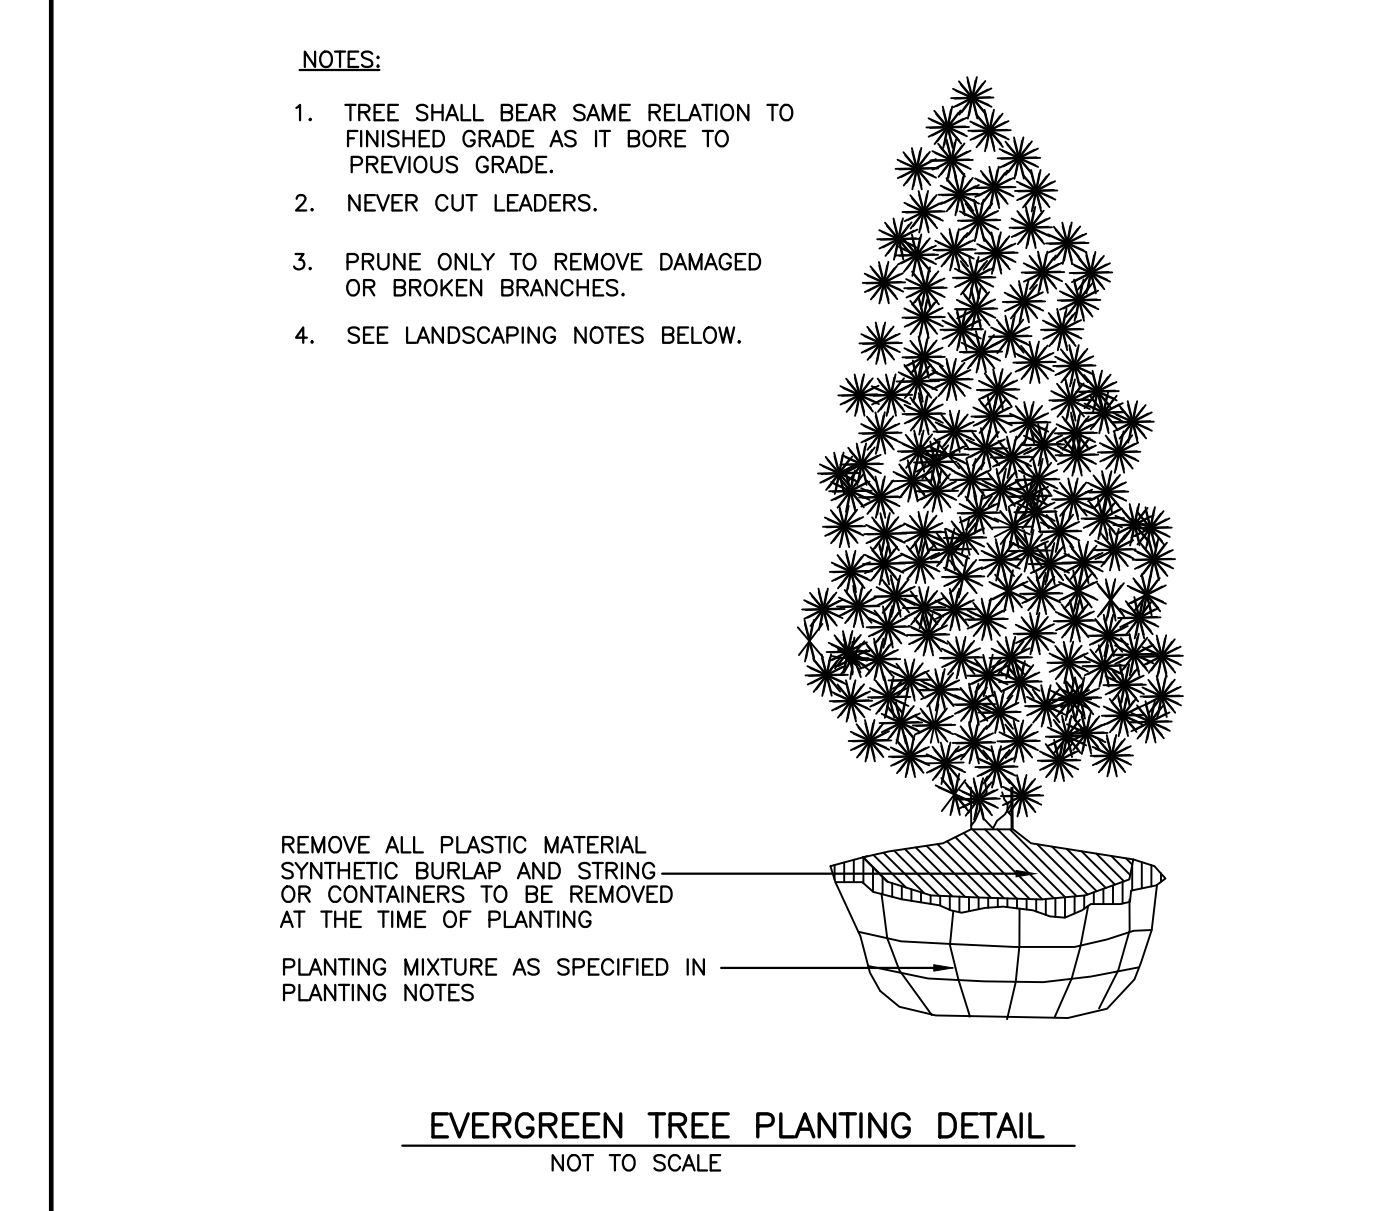 NOTES:
1. TREE SHALL BEAR SAME RELATION TO
FINISHED GRADE AS IT BORE TO
PREVIOUS GRADE.
2. NEVER CUT LEADERS.
3. PRUNE ONLY TO REMOVE DAMAGED
OR BROKEN BRANCHES.
4. SEE LANDSCAPING NOTES BELOW.
REMOVE ALL PLASTIC MATERIAL
SYNTHETIC BURLAP AND STRING
OR CONTAINERS TO BE REMOVED
AT THE TIME OF PLANTING
PLANTING MIXTURE AS SPECIFIED IN
PLANTING NOTES
EVERGREEN TREE PLANTING DETAIL
NOT TO SCALE